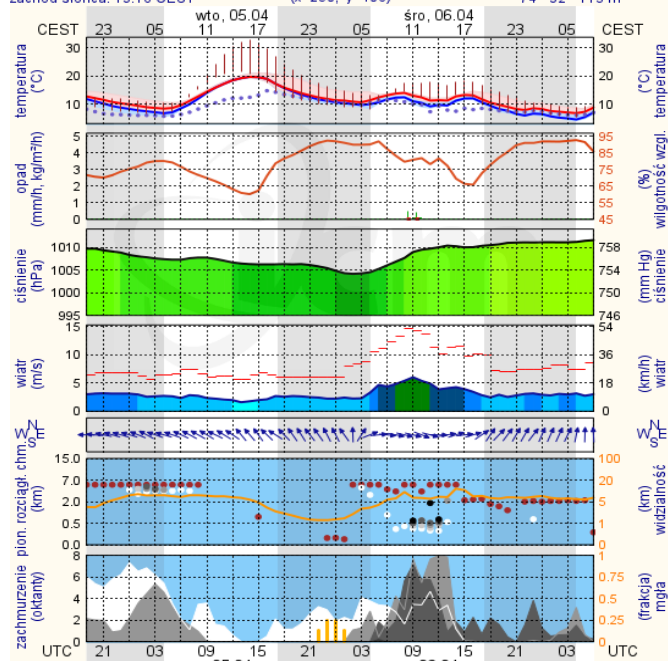 wto, 05.04 śro, 06.04
CEST 23 05 11 17 23 05 11 17 23 05 CEST
temperatura (°C) 30 20 10 30 20 10 temperatura (°C)
opad (mm/h, kg/m²/h) 5 4 3 2 1 0 95 85 75 65 55 45 (%) wilgotność wzgl.
ciśnienie (hPa) 1010 1005 1000 995 758 754 750 746 (mm Hg) ciśnienie
wiatr (m/s) 15 10 5 0 54 36 18 0 (km/h) wiatr
N W E S N W E S
pion. rozciągł. chm. (km) 15.0 7.0 2.0 0.5 0.0 100 20 5 1 0 (km) widzialność
zachmurzenie (oktanty) 8 6 4 2 0 1 0.75 0.5 0.25 0 (frakcja) mgła
UTC 21 03 09 15 21 03 09 15 21 03 UTC